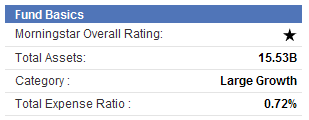 Fund Basics
Morningstar Overall Rating: ★
Total Assets: 15.53B
Category : Large Growth
Total Expense Ratio : 0.72%